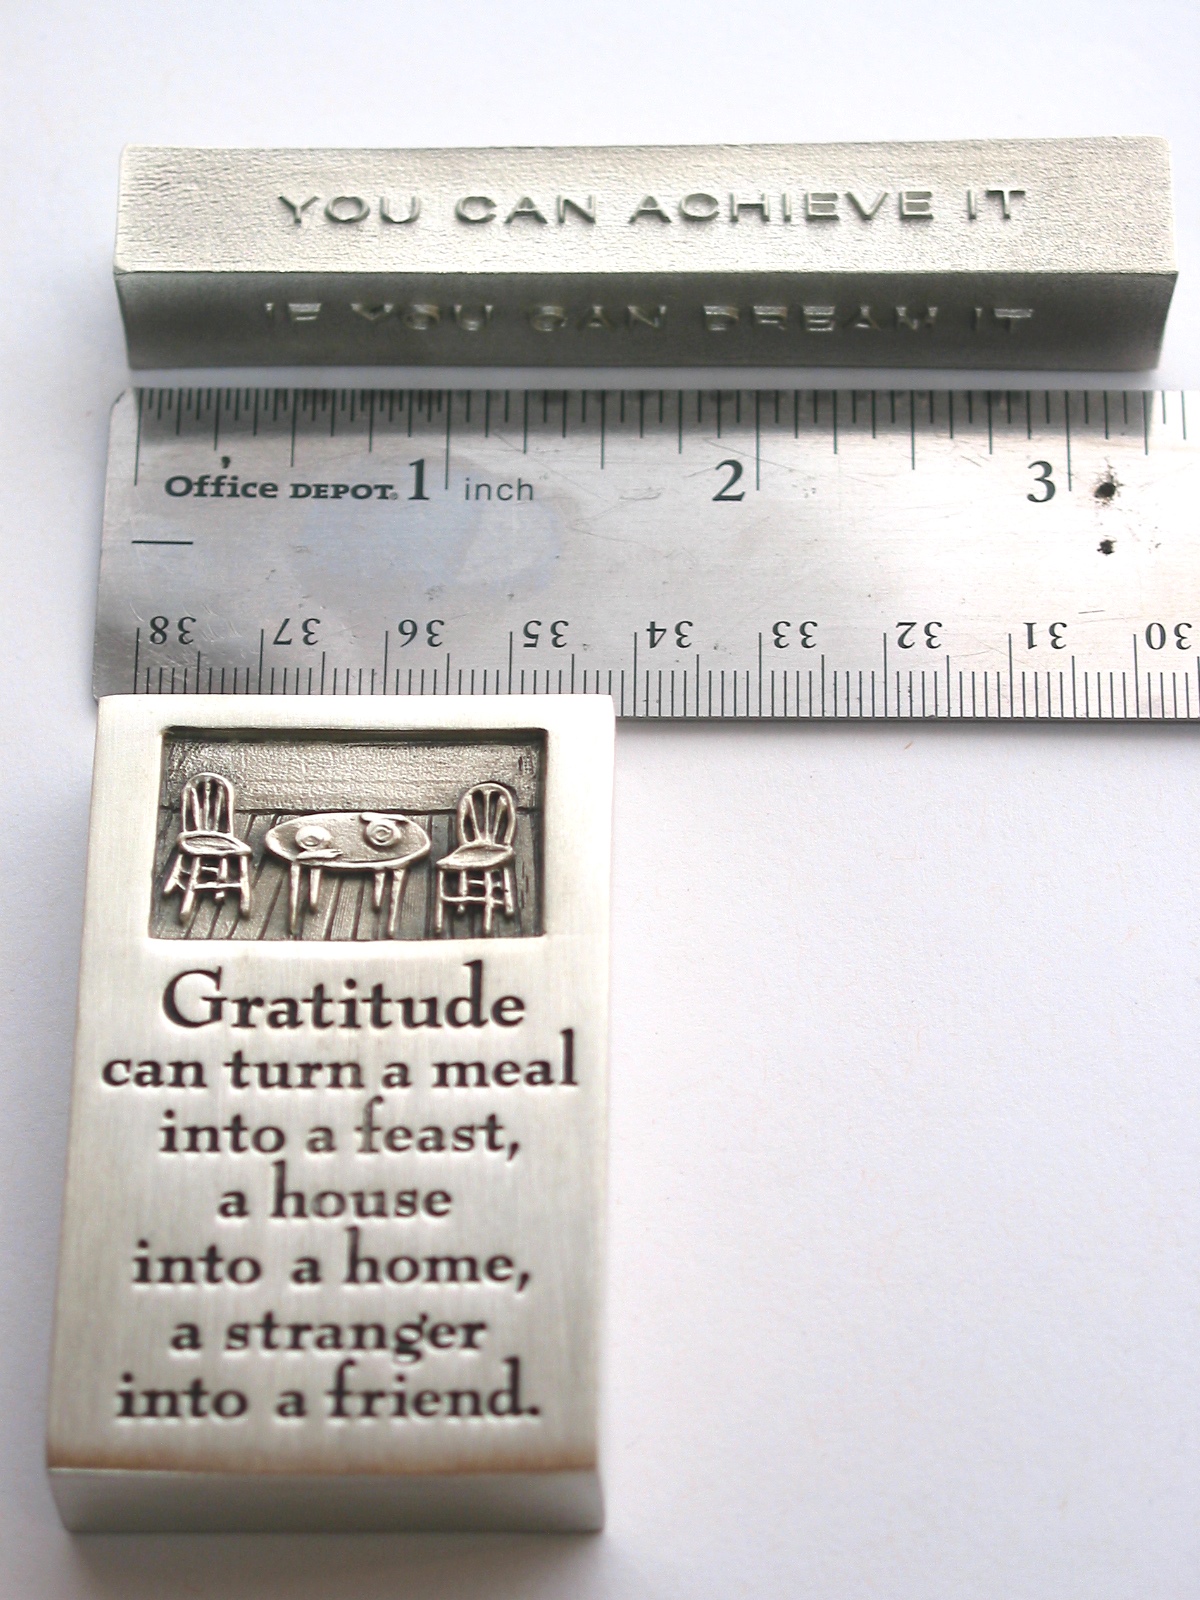 YOU CAN ACHIEVE IT
IF YOU CAN DREAM IT
Office DEPOT. 1 inch 2 3
38 37 36 35 34 33 32 31 30
Gratitude
can turn a meal
into a feast,
a house
into a home,
a stranger
into a friend.